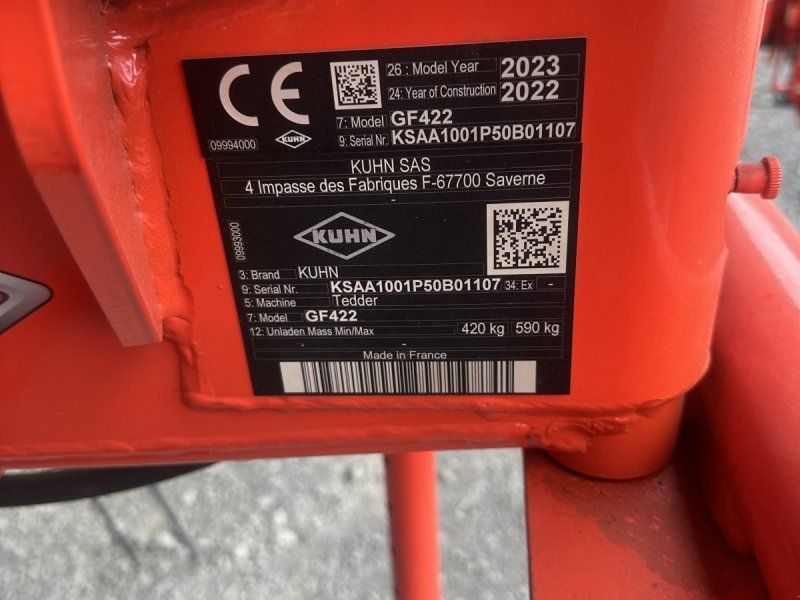 CE
26 : Model Year 2023
24: Year of Construction 2022
7: Model GF422
09994000 KUHN 9: Serial Nr. KSAA1001P50B01107
KUHN SAS
4 Impasse des Fabriques F-67700 Saverne
-
09993000
KUHN
3: Brand KUHN
9: Serial Nr. KSAA1001P50B01107 34: Ex -
5: Machine Tedder
7: Model GF422
12: Unladen Mass Min/Max 420 kg 590 kg
-
Made in France